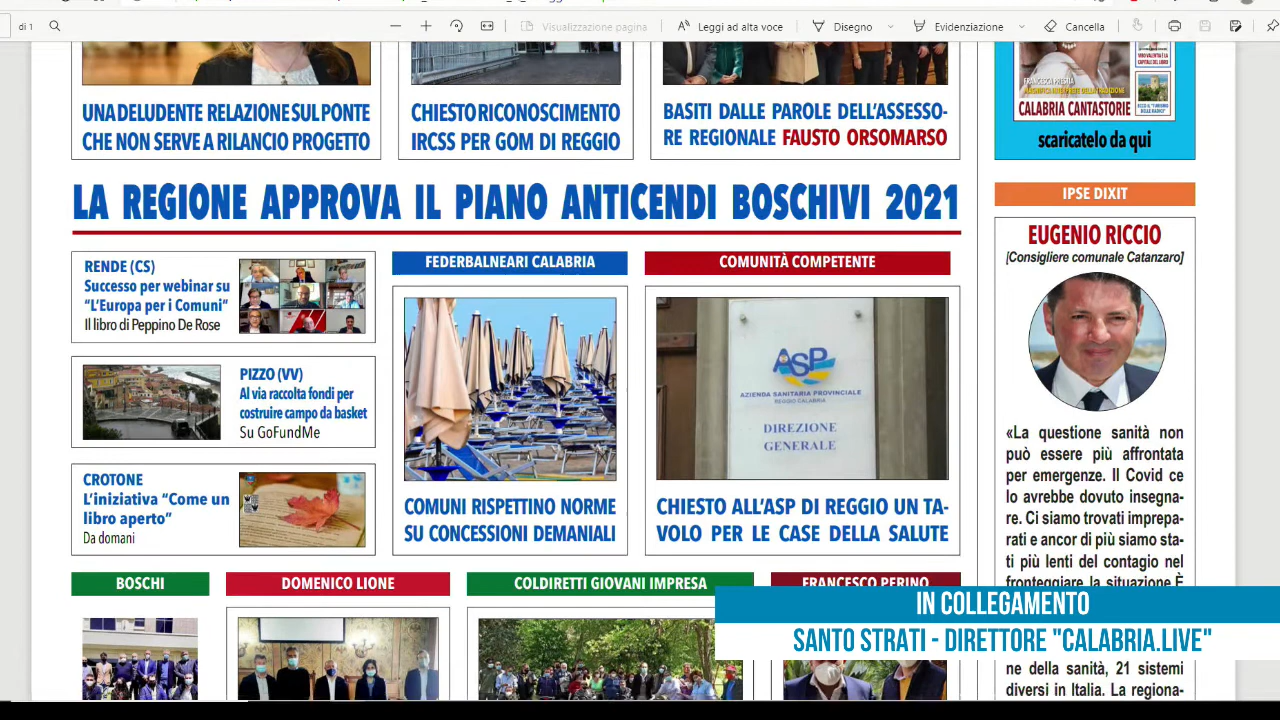 di 1
Visualizzazione pagina
Leggi ad alta voce
Disegno
Evidenziazione
Cancella
UNA DELUDENTE RELAZIONE SUL PONTE
CHE NON SERVE A RILANCIO PROGETTO
CHIESTO RICONOSCIMENTO
IRCSS PER GOM DI REGGIO
BASITI DALLE PAROLE DELL'ASSESSO-
RE REGIONALE FAUSTO ORSOMARSO
CALABRIA CANTASTORIE
scaricatelo da qui
LA REGIONE APPROVA IL PIANO ANTICENDI BOSCHIVI 2021
RENDE (CS)
Successo per webinar su
“L’Europa per i Comuni”
Il libro di Peppino De Rose
PIZZO (VV)
Al via raccolta fondi per
costruire campo da basket
Su GoFundMe
CROTONE
L’iniziativa “Come un
libro aperto”
Da domani
FEDERBALNEARI CALABRIA
COMUNI RISPETTINO NORME
SU CONCESSIONI DEMANIALI
COMUNITÀ COMPETENTE
ASP
AZIENDA SANITARIA PROVINCIALE
REGGIO CALABRIA
DIREZIONE
GENERALE
CHIESTO ALL’ASP DI REGGIO UN TA-
VOLO PER LE CASE DELLA SALUTE
IPSE DIXIT
EUGENIO RICCIO
[Consigliere comunale Catanzaro]
«La questione sanità non
può essere più affrontata
per emergenze. Il Covid ce
lo avrebbe dovuto insegna-
re. Ci siamo trovati imprepa-
rati e ancor di più siamo sta-
ti più lenti del contagio nel
fronteggiare la situazione È
ne della sanità, 21 sistemi
diversi in Italia. La regiona-
BOSCHI
DOMENICO LIONE
COLDIRETTI GIOVANI IMPRESA
FRANCESCO PERINO
IN COLLEGAMENTO
SANTO STRATI - DIRETTORE "CALABRIA.LIVE"